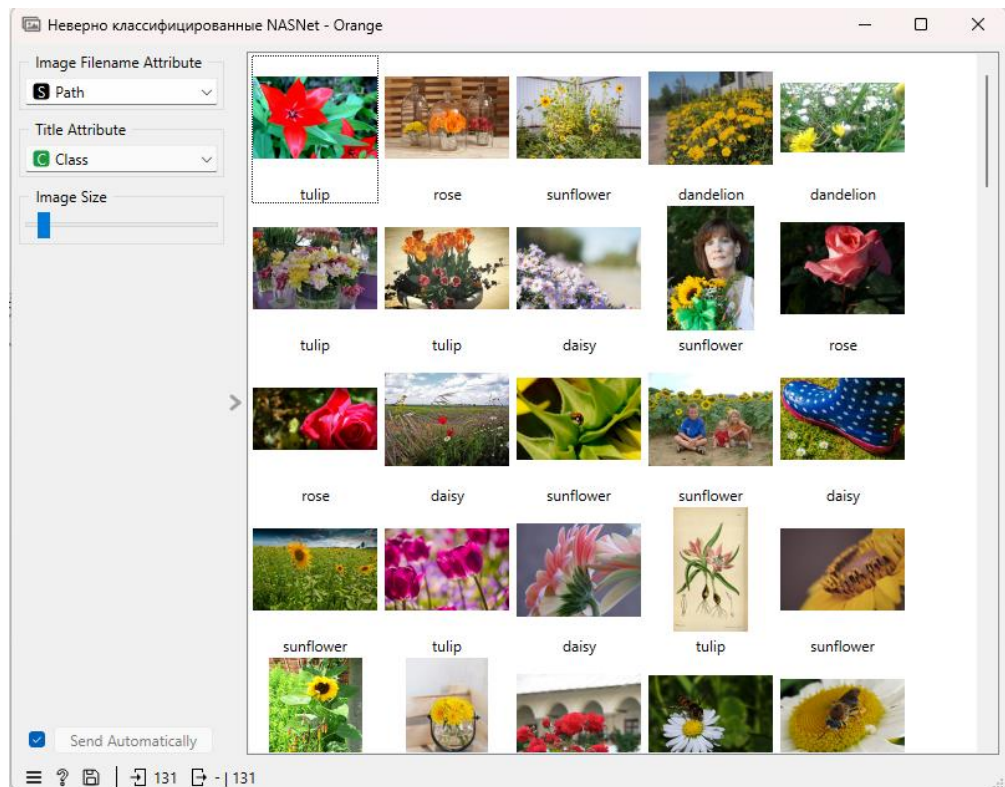 Неверно классифицированные NASNet - Orange
Image Filename Attribute
S Path
Title Attribute
C Class
Image Size
tulip rose sunflower dandelion dandelion
tulip tulip daisy sunflower rose
rose daisy sunflower sunflower daisy
sunflower tulip daisy tulip sunflower
Send Automatically
? 131 - | 131